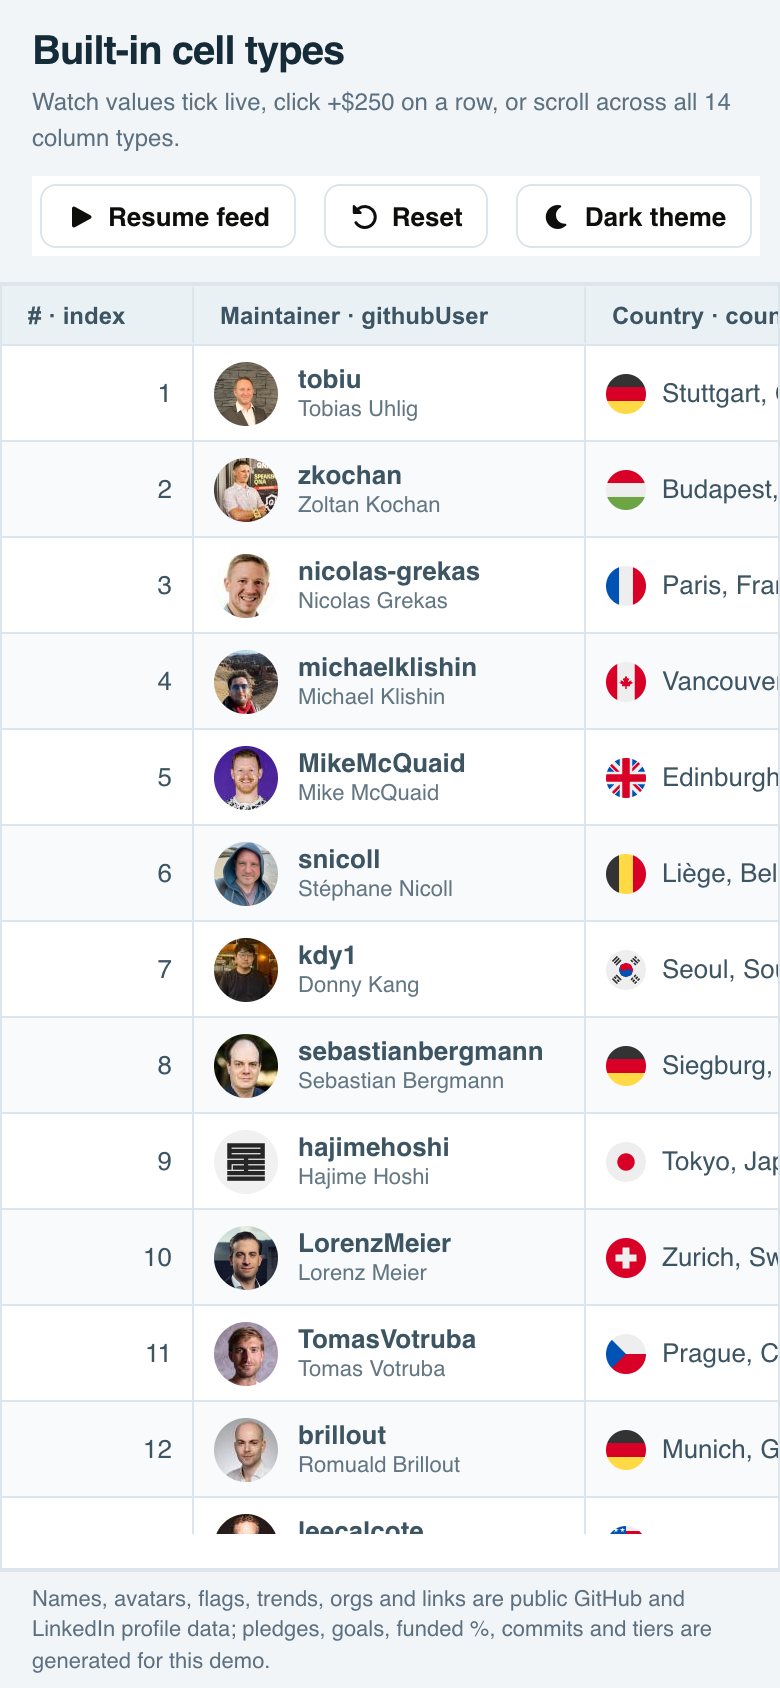 Built-in cell types
Watch values tick live, click +$250 on a row, or scroll across all 14
column types.
Resume feed
Reset
Dark theme
# · index
Maintainer · githubUser
Country · coun
1
tobiu
Tobias Uhlig
Stuttgart,
2
zkochan
Zoltan Kochan
Budapest,
3
nicolas-grekas
Nicolas Grekas
Paris, Fran
4
michaelklishin
Michael Klishin
Vancouver
5
MikeMcQuaid
Mike McQuaid
Edinburgh
6
snicoll
Stéphane Nicoll
Liège, Bel
7
kdy1
Donny Kang
Seoul, Sou
8
sebastianbergmann
Sebastian Bergmann
Siegburg,
9
hajimehoshi
Hajime Hoshi
Tokyo, Jap
10
LorenzMeier
Lorenz Meier
Zurich, Sw
11
TomasVotruba
Tomas Votruba
Prague, C
12
brillout
Romuald Brillout
Munich, G
leecalcote
Names, avatars, flags, trends, orgs and links are public GitHub and
LinkedIn profile data; pledges, goals, funded %, commits and tiers are
generated for this demo.